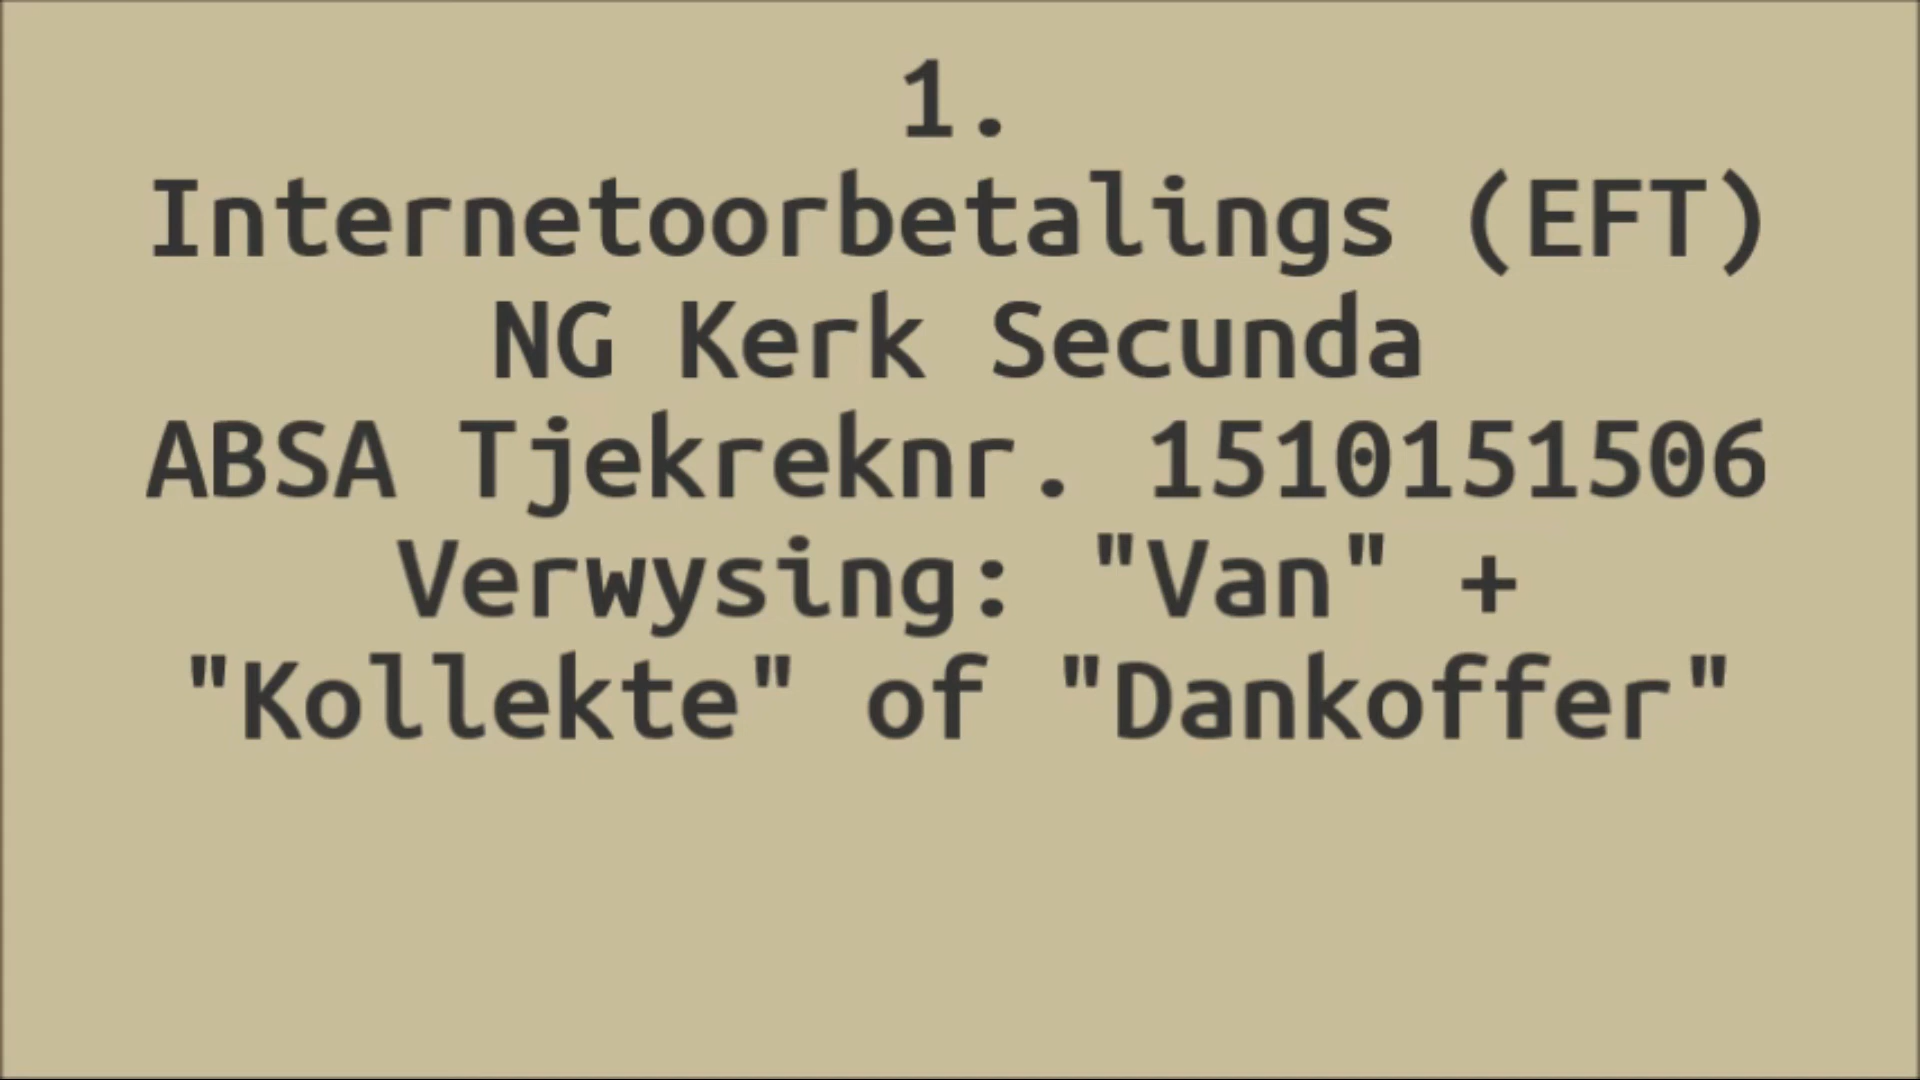 1.
Internetoorbetalings (EFT)
NG Kerk Secunda
ABSA Tjekreknr. 1510151506
Verwysing: "Van" +
"Kollekte" of "Dankoffer"